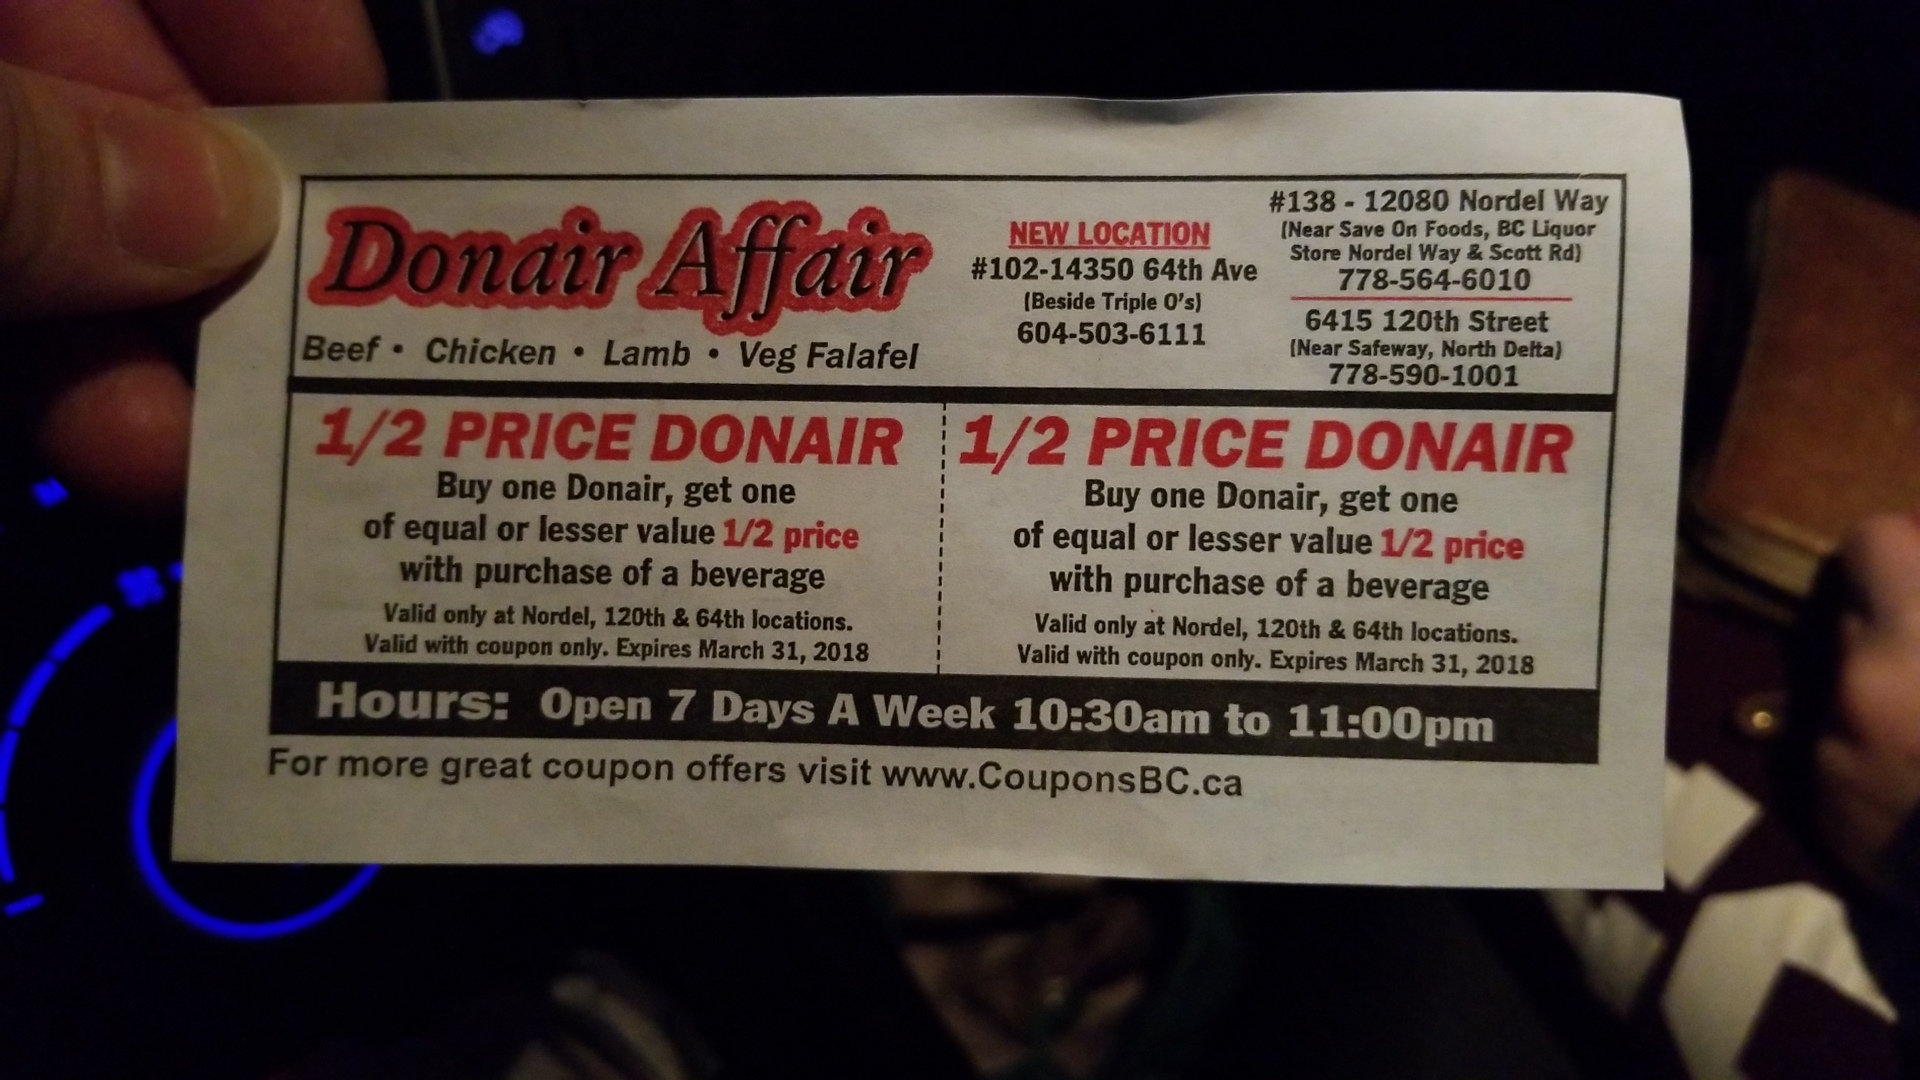 Donair Affair
Beef • Chicken • Lamb • Veg Falafel
NEW LOCATION
#102-14350 64th Ave
(Beside Triple O's)
604-503-6111
#138 - 12080 Nordel Way
(Near Save On Foods, BC Liquor
Store Nordel Way & Scott Rd)
778-564-6010
6415 120th Street
(Near Safeway, North Delta)
778-590-1001
1/2 PRICE DONAIR
Buy one Donair, get one
of equal or lesser value 1/2 price
with purchase of a beverage
Valid only at Nordel, 120th & 64th locations.
Valid with coupon only. Expires March 31, 2018
1/2 PRICE DONAIR
Buy one Donair, get one
of equal or lesser value 1/2 price
with purchase of a beverage
Valid only at Nordel, 120th & 64th locations.
Valid with coupon only. Expires March 31, 2018
Hours: Open 7 Days A Week 10:30am to 11:00pm
For more great coupon offers visit www.CouponsBC.ca